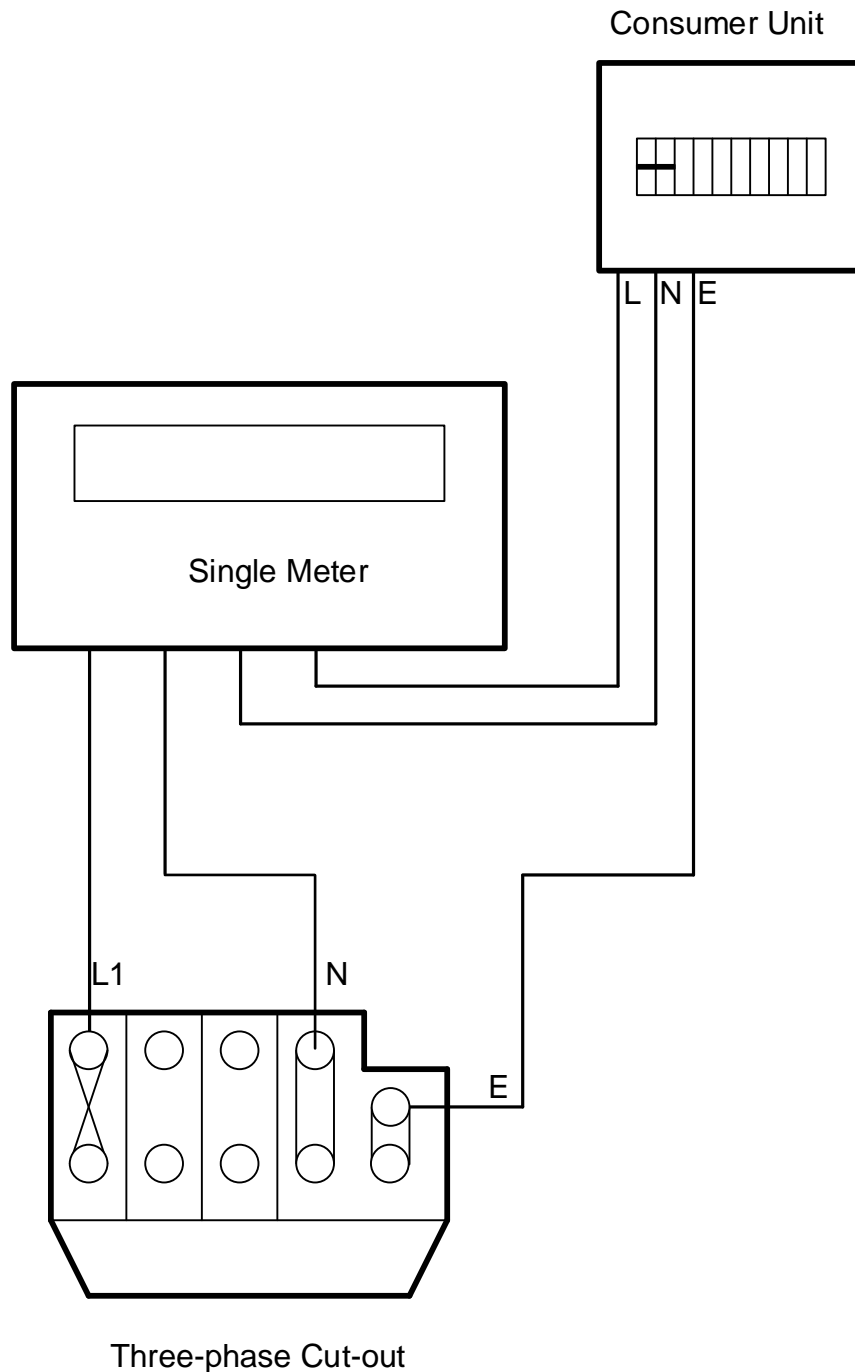 Consumer Unit
L N E
Single Meter
L1 N
E
Three-phase Cut-out